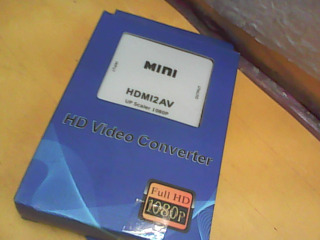 MINI
HDMI2AV
UP Scaler 1080P
HD Video Converter
Full HD
1080P